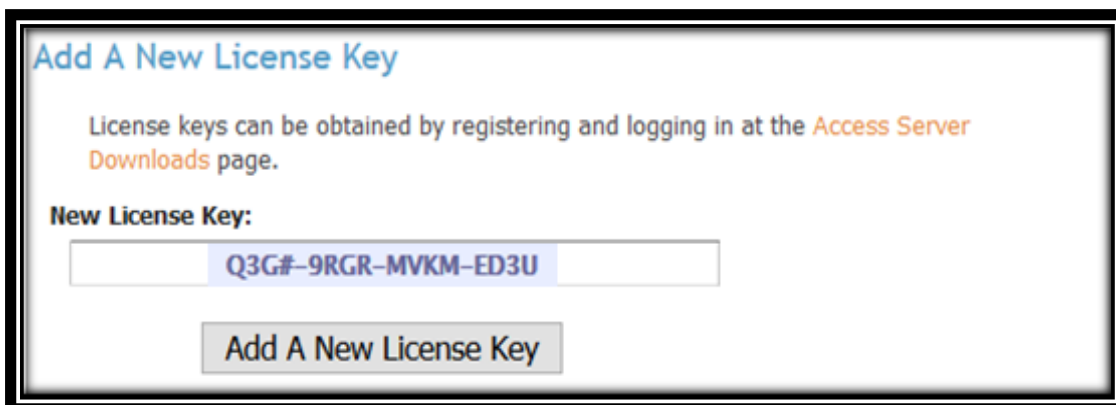 Add A New License Key
License keys can be obtained by registering and logging in at the Access Server
Downloads page.
New License Key:
Q3G#-9RGR-MVKM-ED3U
Add A New License Key